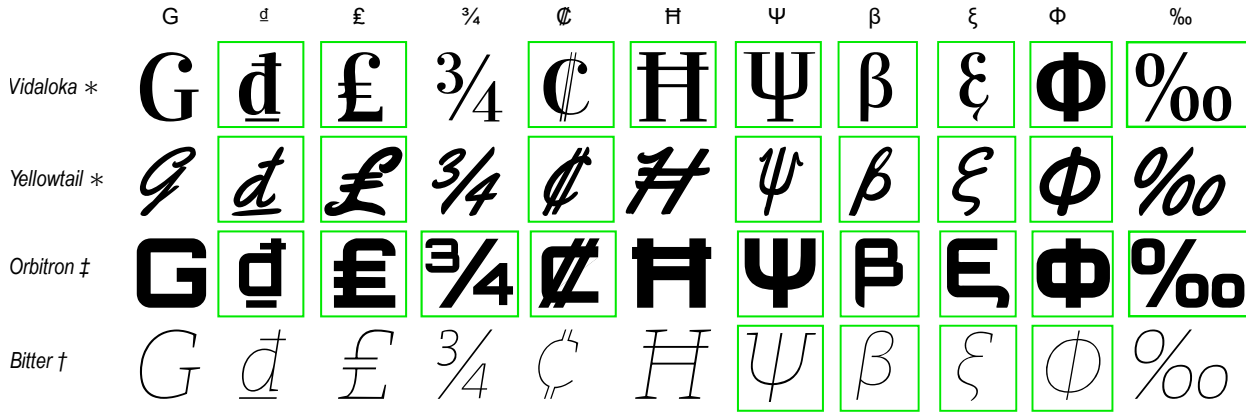 G ₫ ₤ ¾ ₡ Ħ Ψ β ξ Φ ‰
Vidaloka * G ₫ ₤ ¾ ₡ Ħ Ψ β ξ Φ ‰
Yellowtail * G ₫ ₤ ¾ ₡ Ħ Ψ β ξ Φ ‰
Orbitron ‡ G ₫ ₤ ¾ ₡ Ħ Ψ β ξ Φ ‰
Bitter † G ₫ ₤ ¾ ₡ Ħ Ψ β ξ Φ ‰